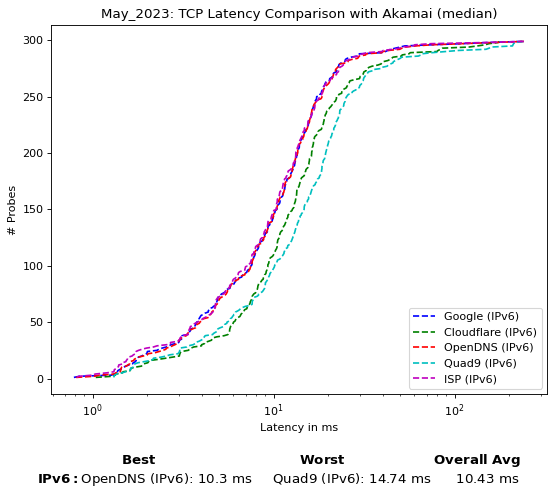 May_2023: TCP Latency Comparison with Akamai (median)
300
250
200
150
100
50
0
# Probes
Google (IPv6)
Cloudflare (IPv6)
OpenDNS (IPv6)
Quad9 (IPv6)
ISP (IPv6)
10⁰ 10¹ 10²
Latency in ms
Best Worst Overall Avg
IPv6: OpenDNS (IPv6): 10.3 ms Quad9 (IPv6): 14.74 ms 10.43 ms